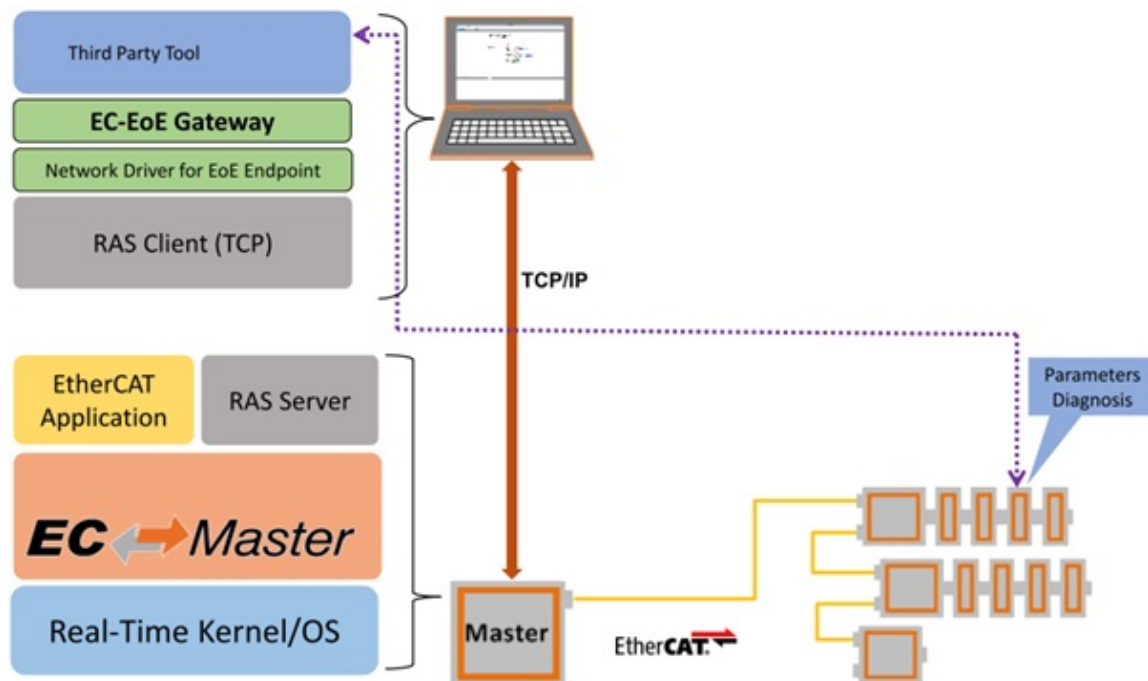 Third Party Tool
EC-EoE Gateway
Network Driver for EoE Endpoint
RAS Client (TCP)
TCP/IP
EtherCAT
Application
RAS Server
Parameters
Diagnosis
EC Master
Real-Time Kernel/OS
Master
EtherCAT®